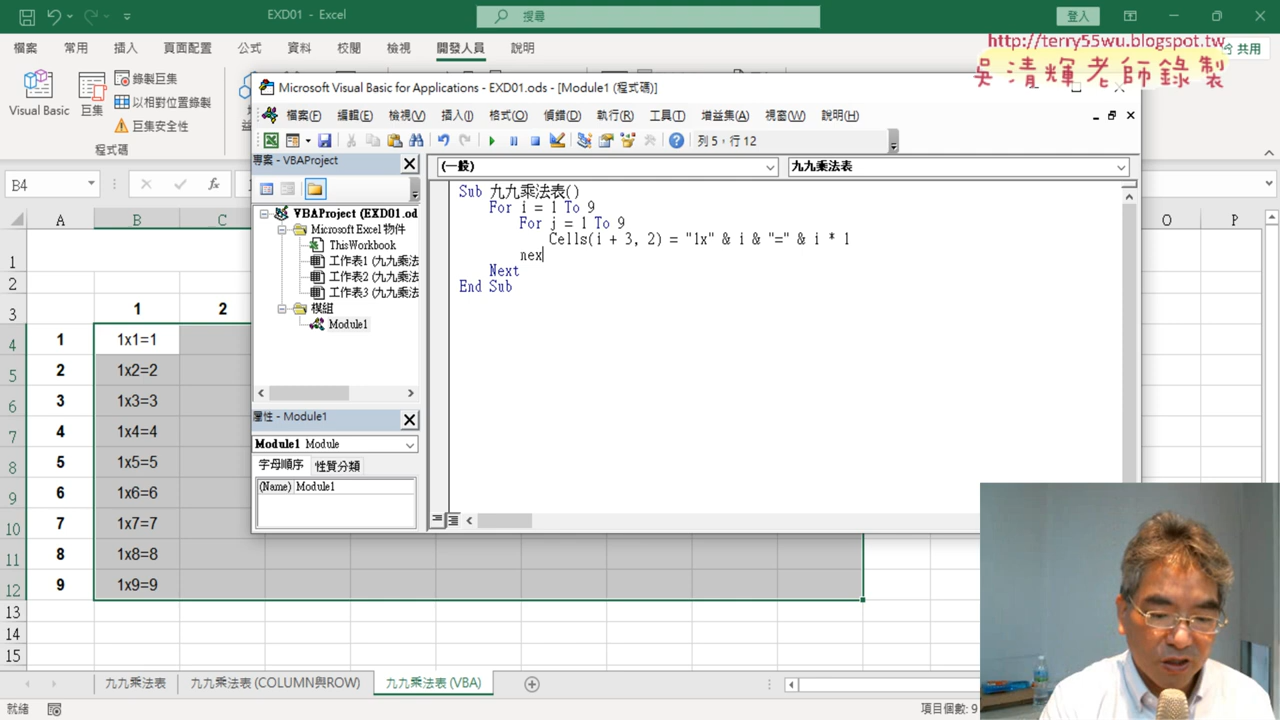 EXD01 - Excel
搜尋
登入
檔案 常用 插入 頁面配置 公式 資料 校閱 檢視 開發人員 說明
共用
http://terry55wu.blogspot.tw
吳清輝老師錄製
Visual Basic
巨集
錄製巨集
以相對位置錄製
巨集安全性
程式碼
Microsoft Visual Basic for Applications - EXD01.ods - [Module1 (程式碼)]
檔案(F) 編輯(E) 檢視(V) 插入(I) 格式(O) 偵錯(D) 執行(R) 工具(T) 增益集(A) 視窗(W) 說明(H)
列 5，行 12
專案 - VBAProject
(一般)
九九乘法表
VBAProject (EXD01.od
Microsoft Excel 物件
ThisWorkbook
工作表1 (九九乘法
工作表2 (九九乘法
工作表3 (九九乘法
模組
Module1
屬性 - Module1
Module1 Module
字母順序 性質分類
(Name) Module1
Sub 九九乘法表()
For i = 1 To 9
For j = 1 To 9
Cells(i + 3, 2) = "1x" & i & "=" & i * 1
nex
Next
End Sub
B4
A B C O P
1
2
3 1 2
4 1 1x1=1
5 2 1x2=2
6 3 1x3=3
7 4 1x4=4
8 5 1x5=5
9 6 1x6=6
10 7 1x7=7
11 8 1x8=8
12 9 1x9=9
13
14
15
九九乘法表 九九乘法表 (COLUMN與ROW) 九九乘法表 (VBA)
就緒
項目個數: 9